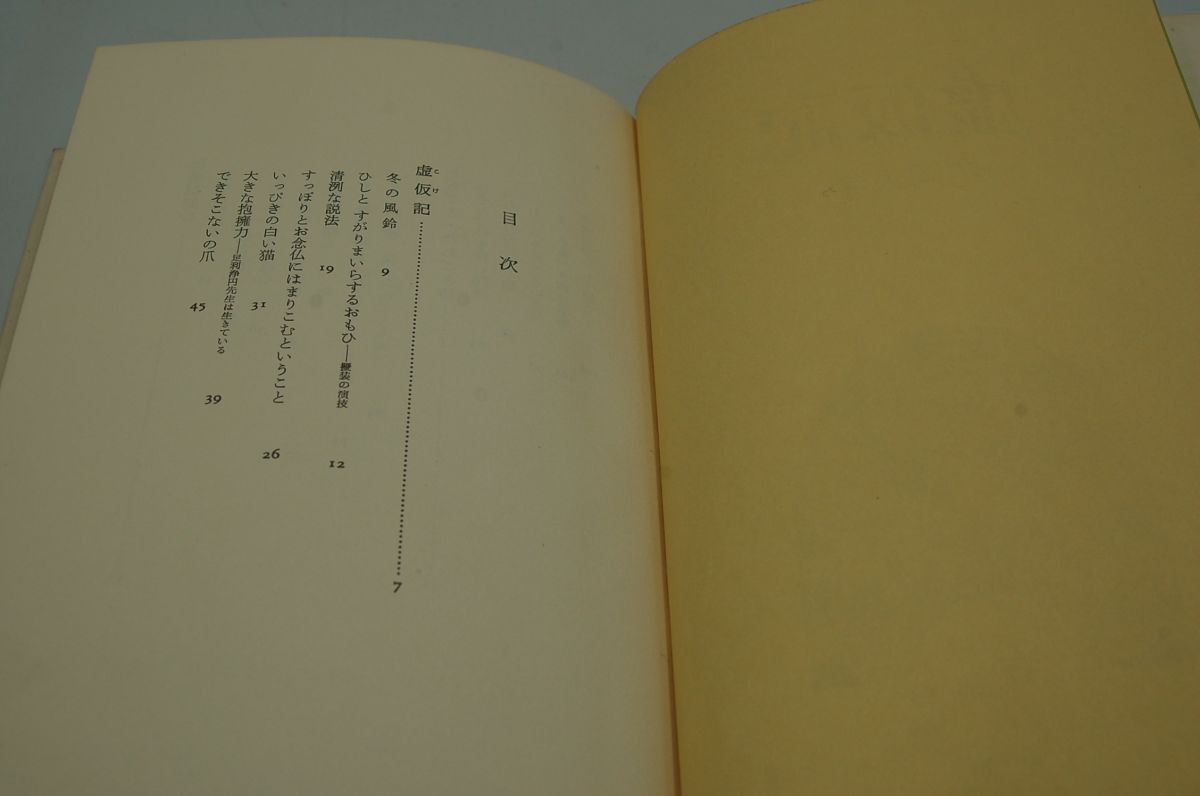 目次
虚仮記 7
こけ
冬の風鈴 9
ひしと すがりまいらするおもひ――の演技 12
清洌な説法 19
すっぽりとお念仏にはまりこむということ 26
いっぴきの白い猫 31
大きな抱擁力――足利浄円先生は生きている 39
できそこないの爪 45